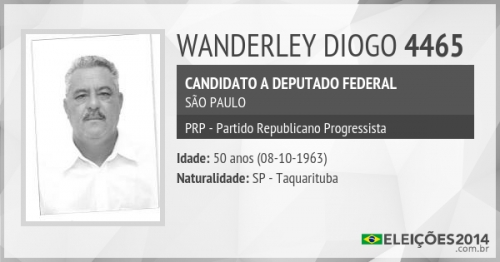 WANDERLEY DIOGO 4465
CANDIDATO A DEPUTADO FEDERAL
SÃO PAULO
PRP - Partido Republicano Progressista
Idade: 50 anos (08-10-1963)
Naturalidade: SP - Taquarituba
ELEIÇÕES2014
.com.br